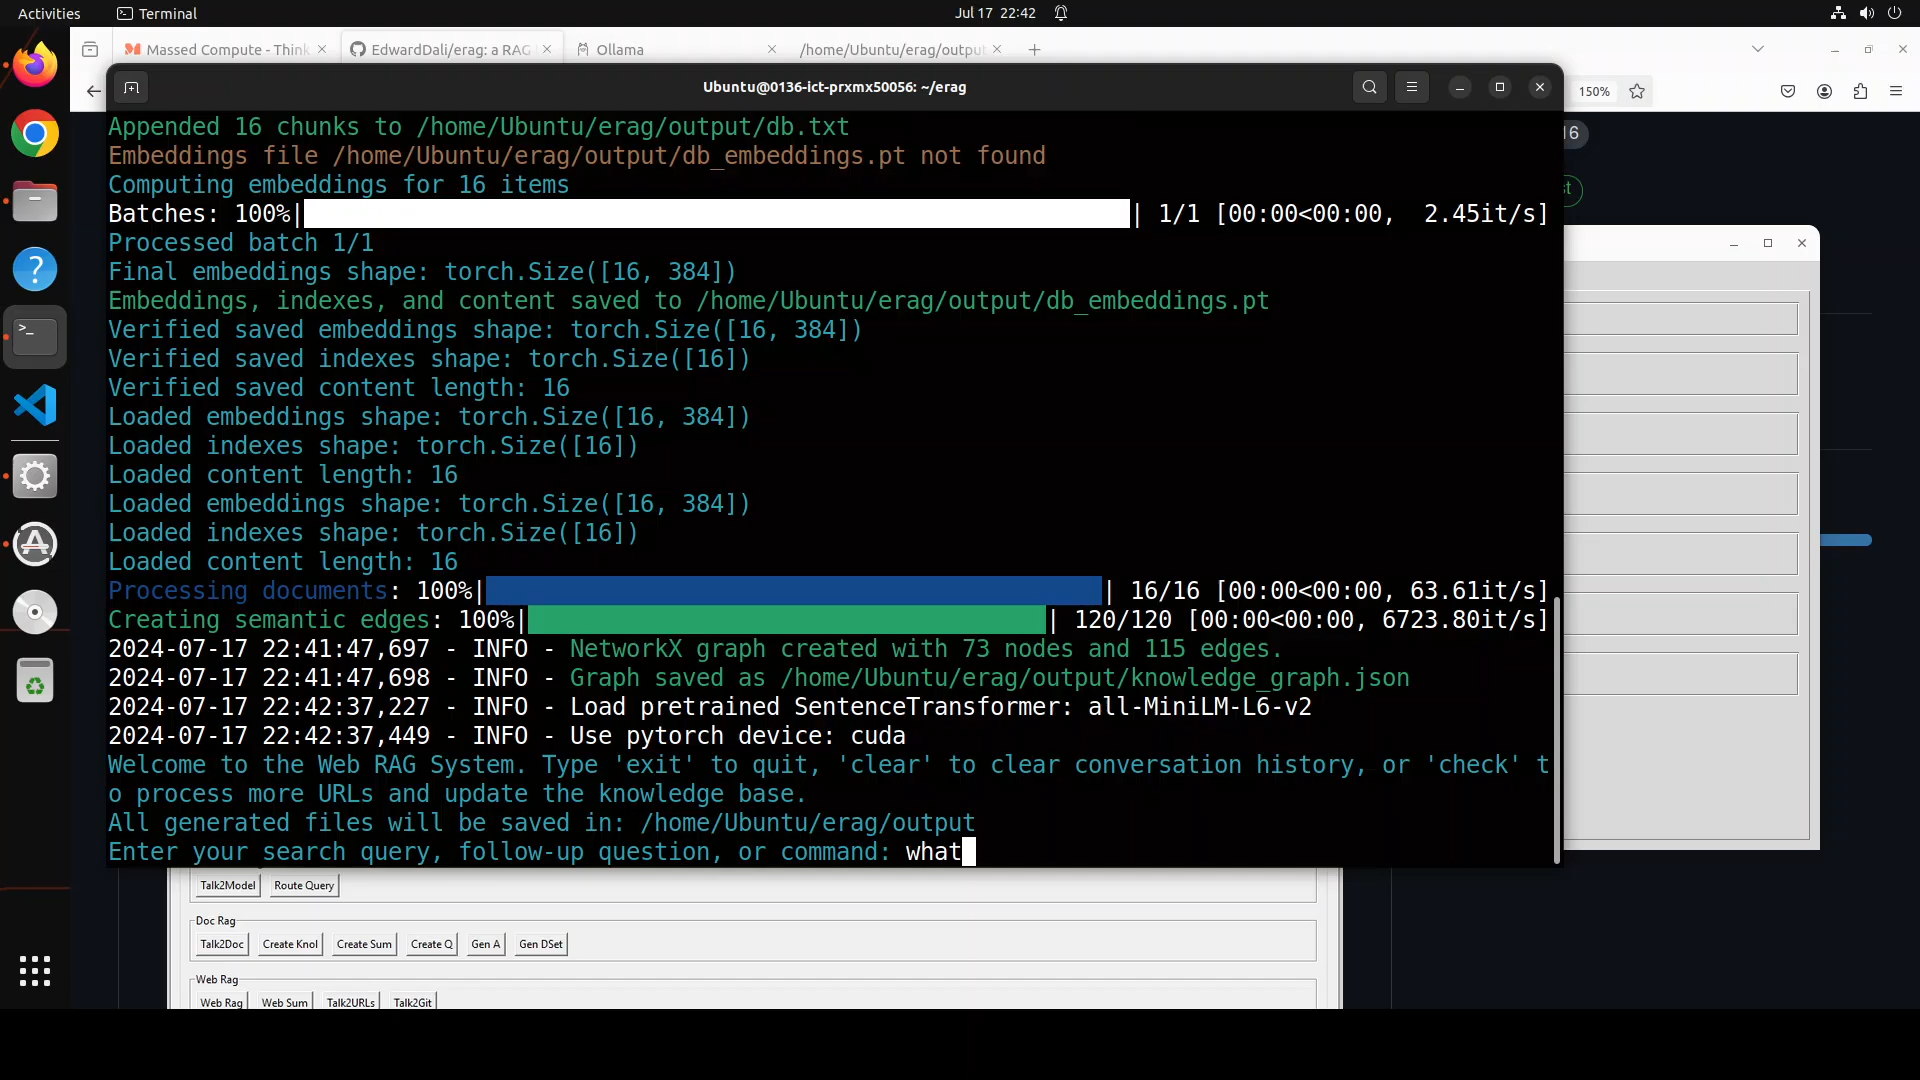 Activities
Terminal
Jul 17 22:42
Massed Compute - Think
EdwardDali/erag: a RAG
Ollama
/home/Ubuntu/erag/outpu
Ubuntu@0136-ict-prxmx50056: ~/erag
150%
16
Appended 16 chunks to /home/Ubuntu/erag/output/db.txt
Embeddings file /home/Ubuntu/erag/output/db_embeddings.pt not found
Computing embeddings for 16 items
Batches: 100%| | 1/1 [00:00<00:00, 2.45it/s]
Processed batch 1/1
Final embeddings shape: torch.Size([16, 384])
Embeddings, indexes, and content saved to /home/Ubuntu/erag/output/db_embeddings.pt
Verified saved embeddings shape: torch.Size([16, 384])
Verified saved indexes shape: torch.Size([16])
Verified saved content length: 16
Loaded embeddings shape: torch.Size([16, 384])
Loaded indexes shape: torch.Size([16])
Loaded content length: 16
Loaded embeddings shape: torch.Size([16, 384])
Loaded indexes shape: torch.Size([16])
Loaded content length: 16
Processing documents: 100%| | 16/16 [00:00<00:00, 63.61it/s]
Creating semantic edges: 100%| | 120/120 [00:00<00:00, 6723.80it/s]
2024-07-17 22:41:47,697 - INFO - NetworkX graph created with 73 nodes and 115 edges.
2024-07-17 22:41:47,698 - INFO - Graph saved as /home/Ubuntu/erag/output/knowledge_graph.json
2024-07-17 22:42:37,227 - INFO - Load pretrained SentenceTransformer: all-MiniLM-L6-v2
2024-07-17 22:42:37,449 - INFO - Use pytorch device: cuda
Welcome to the Web RAG System. Type 'exit' to quit, 'clear' to clear conversation history, or 'check' t
o process more URLs and update the knowledge base.
All generated files will be saved in: /home/Ubuntu/erag/output
Enter your search query, follow-up question, or command: what
Talk2Model Route Query
Doc Rag
Talk2Doc Create Knol Create Sum Create Q Gen A Gen DSet
Web Rag
Web Rag Web Sum Talk2URLs Talk2Git